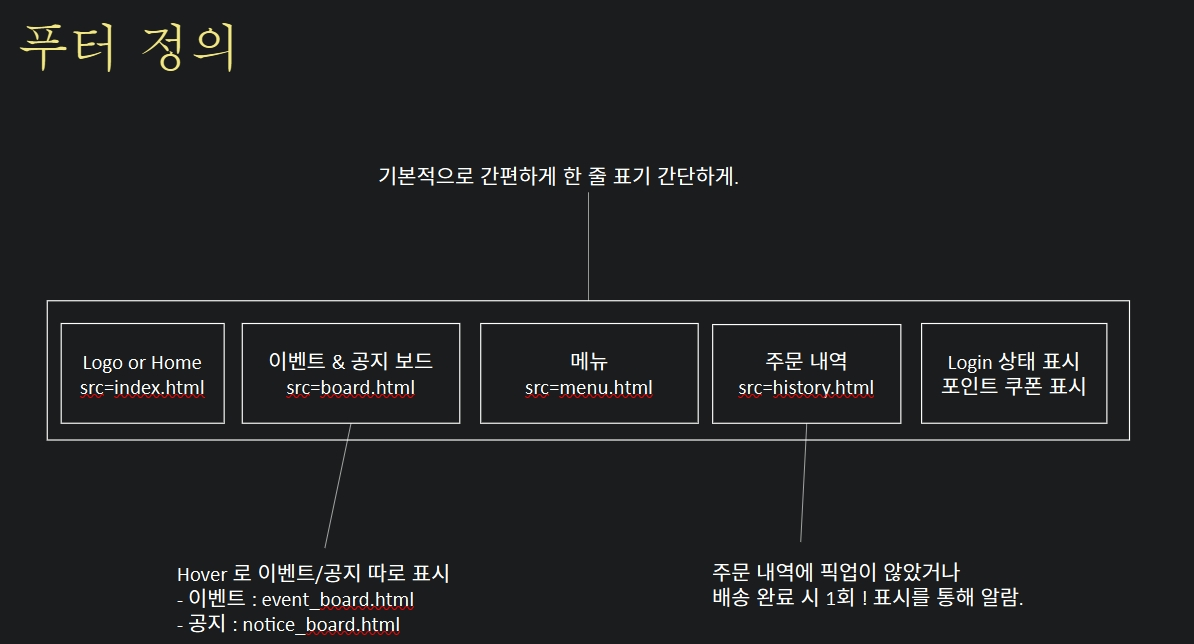 푸터 정의
기본적으로 간편하게 한 줄 표기 간단하게.
Logo or Home
src=index.html
이벤트 & 공지 보드
src=board.html
메뉴
src=menu.html
주문 내역
src=history.html
Login 상태 표시
포인트 쿠폰 표시
Hover 로 이벤트/공지 따로 표시
- 이벤트 : event_board.html
- 공지 : notice_board.html
주문 내역에 픽업이 않았거나
배송 완료 시 1회 ! 표시를 통해 알람.